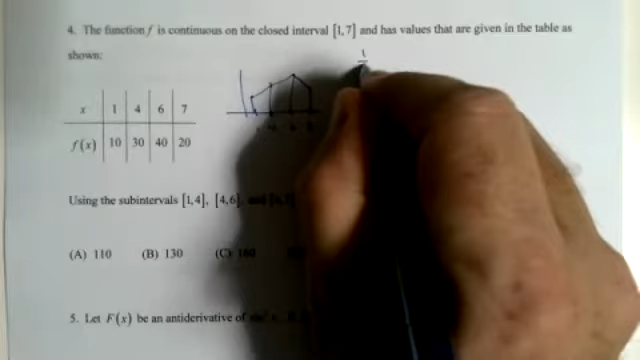 4. The function f is continuous on the closed interval [1, 7] and has values that are given in the table as
shown:
x 1 4 6 7
f(x) 10 30 40 20
Using the subintervals [1, 4], [4, 6], and
(A) 110 (B) 130 (C) 160
5. Let F(x) be an antiderivative of